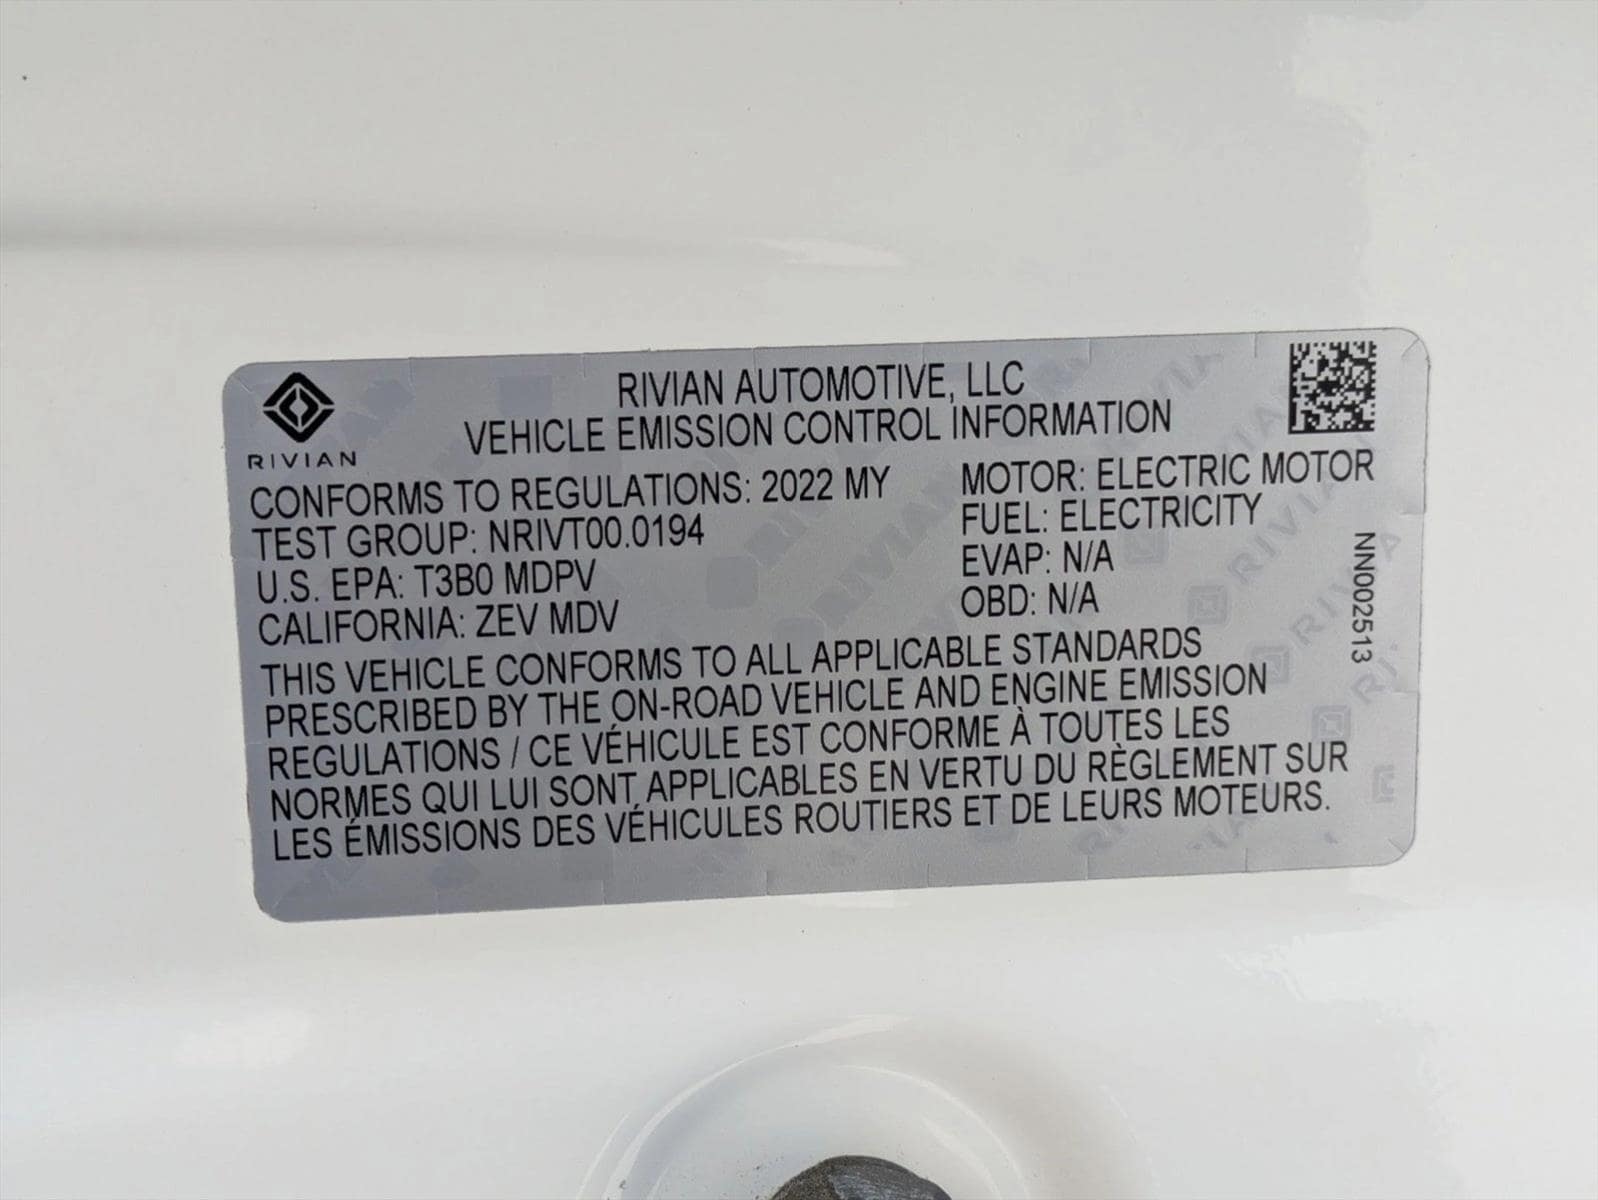 RIVIAN
RIVIAN AUTOMOTIVE, LLC
VEHICLE EMISSION CONTROL INFORMATION
CONFORMS TO REGULATIONS: 2022 MY
TEST GROUP: NRIVT00.0194
U.S. EPA: T3B0 MDPV
CALIFORNIA: ZEV MDV
MOTOR: ELECTRIC MOTOR
FUEL: ELECTRICITY
EVAP: N/A
OBD: N/A
NN002513
THIS VEHICLE CONFORMS TO ALL APPLICABLE STANDARDS
PRESCRIBED BY THE ON-ROAD VEHICLE AND ENGINE EMISSION
REGULATIONS / CE VÉHICULE EST CONFORME À TOUTES LES
NORMES QUI LUI SONT APPLICABLES EN VERTU DU RÈGLEMENT SUR
LES ÉMISSIONS DES VÉHICULES ROUTIERS ET DE LEURS MOTEURS.